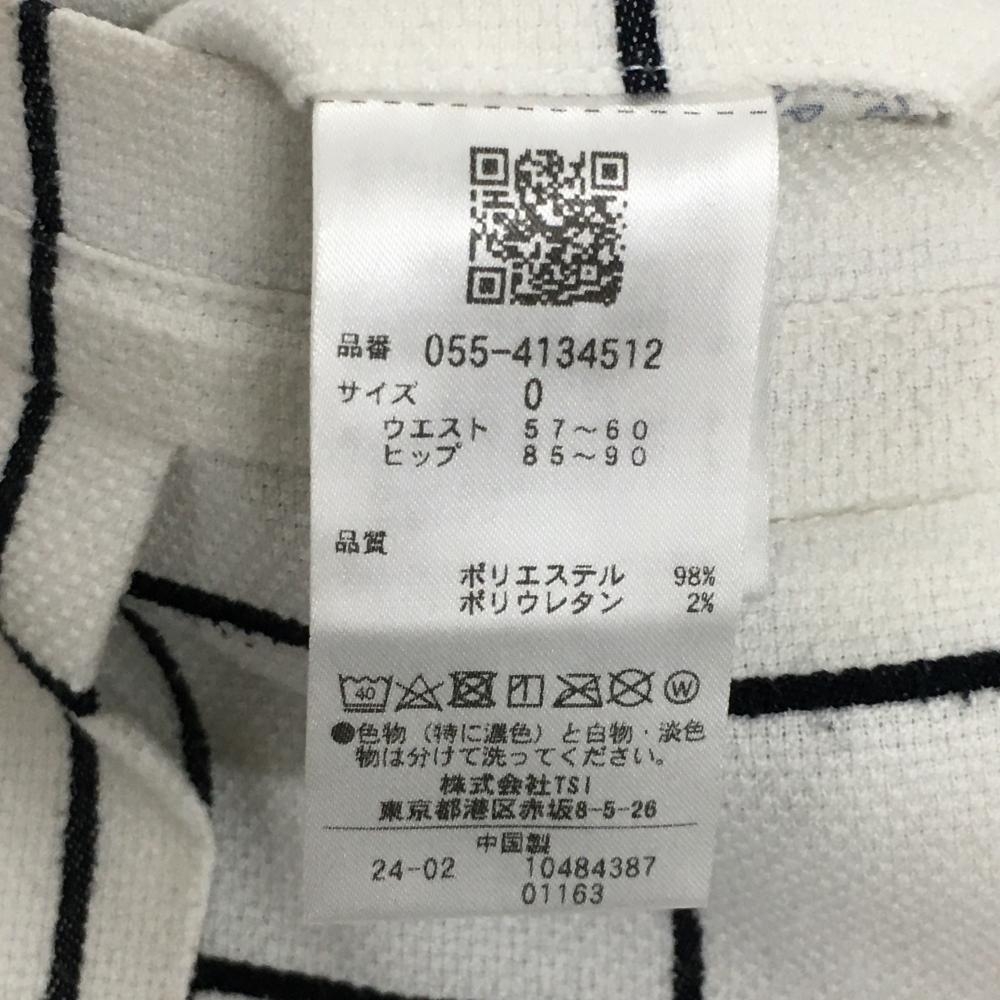 品番 055-4134512
サイズ 0
ウエスト 57〜60
ヒップ 85〜90
品質
ポリエステル 98%
ポリウレタン 2%
40 W
●色物（特に濃色）と白物・淡色
物は分けて洗ってください。
株式会社TSI
東京都港区赤坂8-5-26
中国製
24-02 10484387
01163